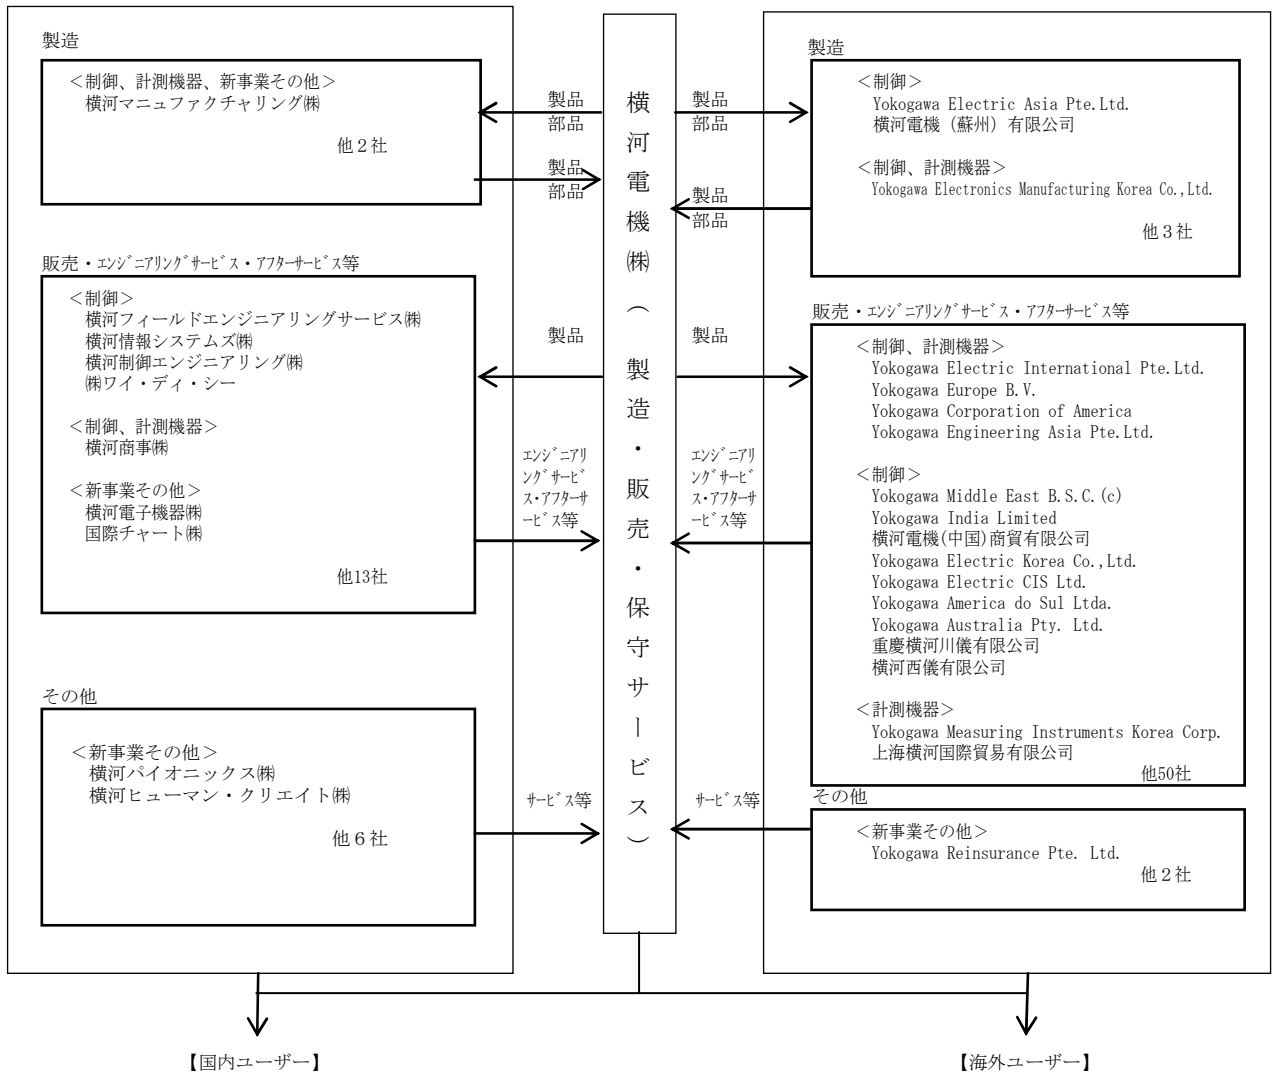 製造
＜制御、計測機器、新事業その他＞
横河マニュファクチャリング㈱
他２社
販売・ｴﾝｼﾞﾆｱﾘﾝｸﾞｻｰﾋﾞｽ・ｱﾌﾀｰｻｰﾋﾞｽ等
＜制御＞
横河フィールドエンジニアリングサービス㈱
横河情報システムズ㈱
横河制御エンジニアリング㈱
㈱ワイ・ディ・シー
＜制御、計測機器＞
横河商事㈱
＜新事業その他＞
横河電子機器㈱
国際チャート㈱
他13社
その他
＜新事業その他＞
横河パイオニックス㈱
横河ヒューマン・クリエイト㈱
他６社
製品
部品
製品
部品
製品
ｴﾝｼﾞﾆｱﾘ
ﾝｸﾞｻｰﾋﾞ
ｽ・ｱﾌﾀｰｻ
ｰﾋﾞｽ等
ｻｰﾋﾞｽ等
横河電機㈱（製造・販売・保守サービス）
製品
部品
製品
部品
製品
ｴﾝｼﾞﾆｱﾘ
ﾝｸﾞｻｰﾋﾞ
ｽ・ｱﾌﾀｰｻ
ｰﾋﾞｽ等
ｻｰﾋﾞｽ等
製造
＜制御＞
Yokogawa Electric Asia Pte.Ltd.
横河電機（蘇州）有限公司
＜制御、計測機器＞
Yokogawa Electronics Manufacturing Korea Co.,Ltd.
他３社
販売・ｴﾝｼﾞﾆｱﾘﾝｸﾞｻｰﾋﾞｽ・ｱﾌﾀｰｻｰﾋﾞｽ等
＜制御、計測機器＞
Yokogawa Electric International Pte.Ltd.
Yokogawa Europe B.V.
Yokogawa Corporation of America
Yokogawa Engineering Asia Pte.Ltd.
＜制御＞
Yokogawa Middle East B.S.C.(c)
Yokogawa India Limited
横河電機(中国)商貿有限公司
Yokogawa Electric Korea Co.,Ltd.
Yokogawa Electric CIS Ltd.
Yokogawa America do Sul Ltda.
Yokogawa Australia Pty. Ltd.
重慶横河川儀有限公司
横河西儀有限公司
＜計測機器＞
Yokogawa Measuring Instruments Korea Corp.
上海横河国際貿易有限公司
他50社
その他
＜新事業その他＞
Yokogawa Reinsurance Pte. Ltd.
他２社
【国内ユーザー】
【海外ユーザー】